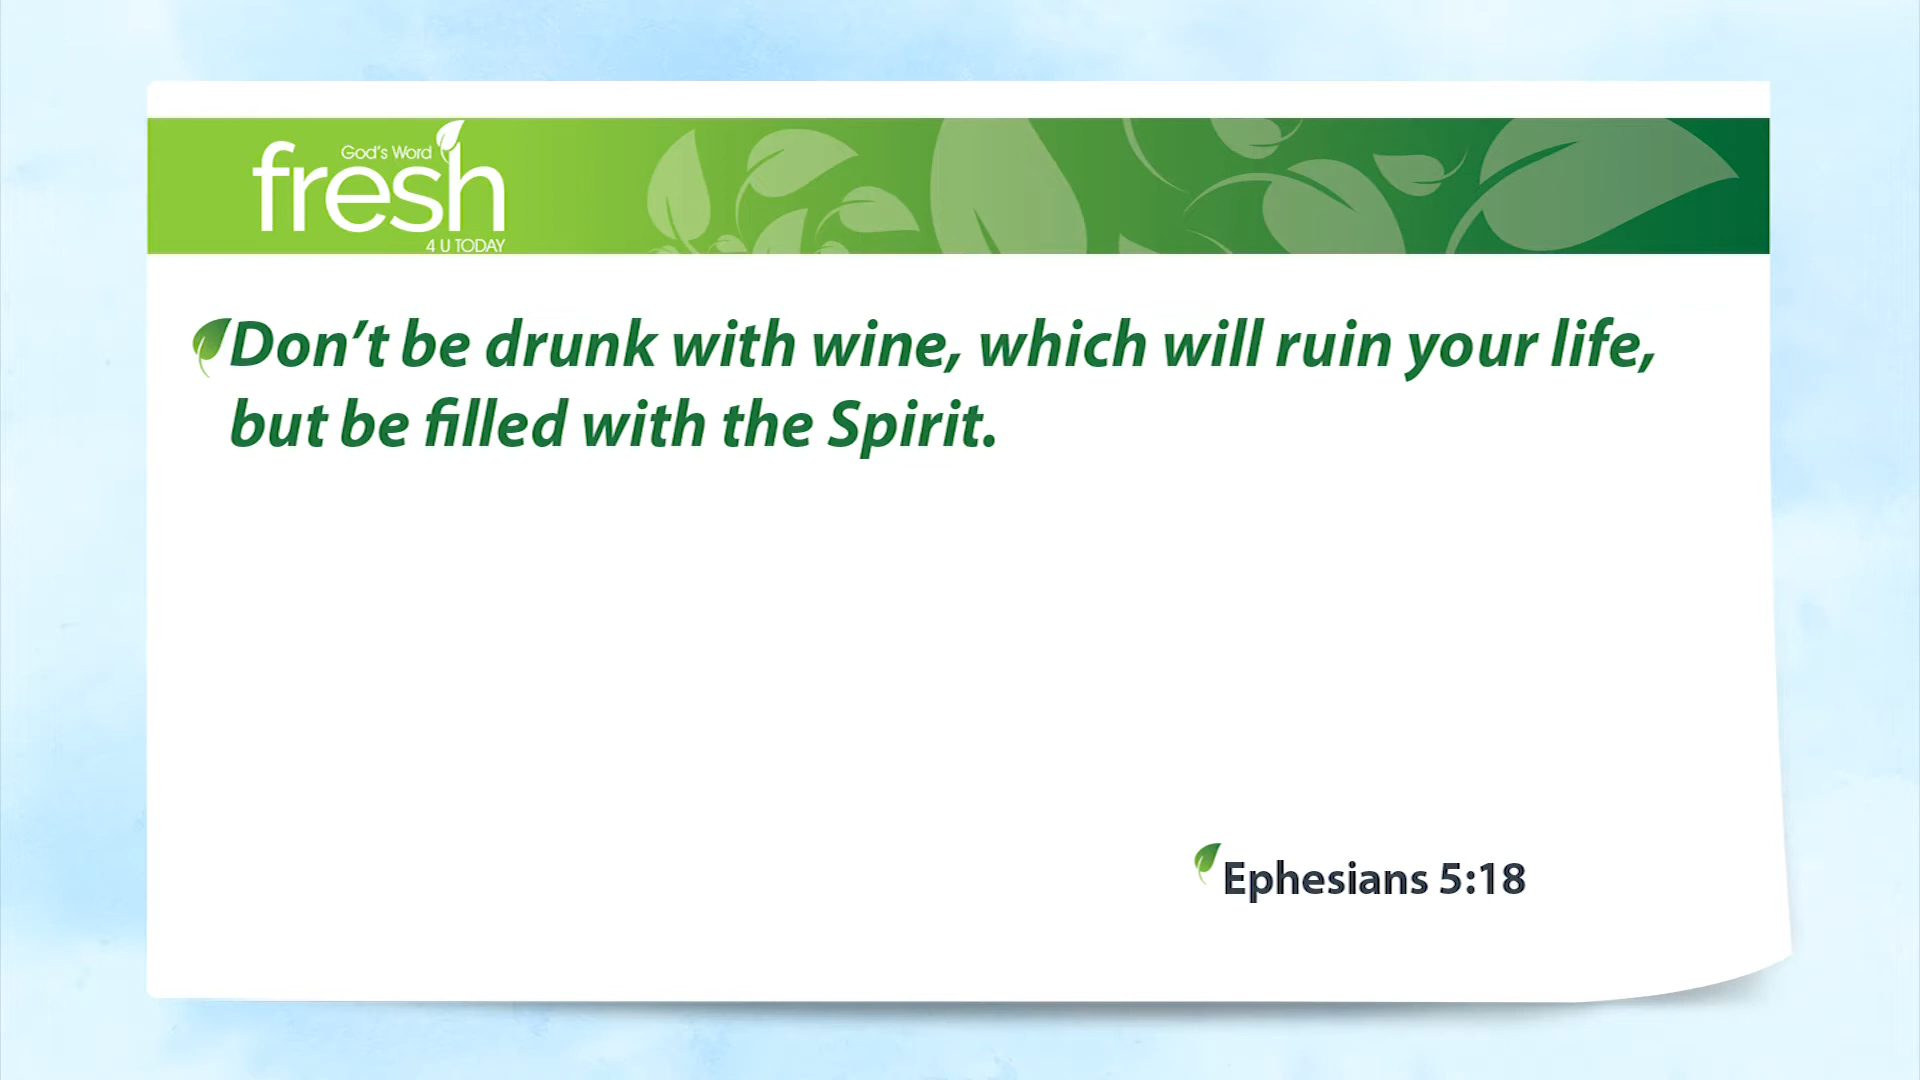 God's Word
fresh
4 U TODAY
Don't be drunk with wine, which will ruin your life,
but be filled with the Spirit.
Ephesians 5:18